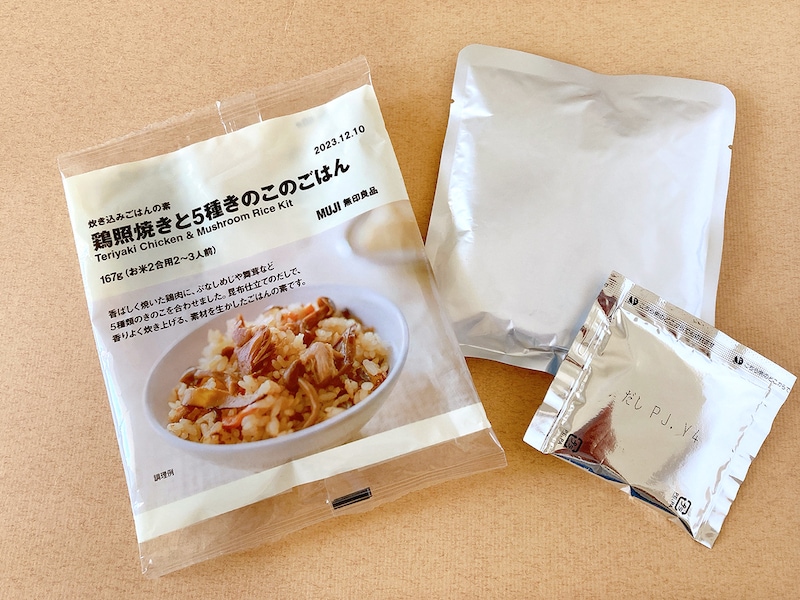 2023.12.10
炊き込みごはんの素
鶏照焼きと5種きのこのごはん
Teriyaki Chicken & Mushroom Rice Kit
MUJI 無印良品
167g(お米2合用2~3人前)
香ばしく焼いた鶏肉に、ぶなしめじや舞茸など
5種類のきのこを合わせました。昆布仕立てのだしで、
香りよく炊き上げる、素材を生かしたごはんの素です。
調理例
だし PJ. Y4